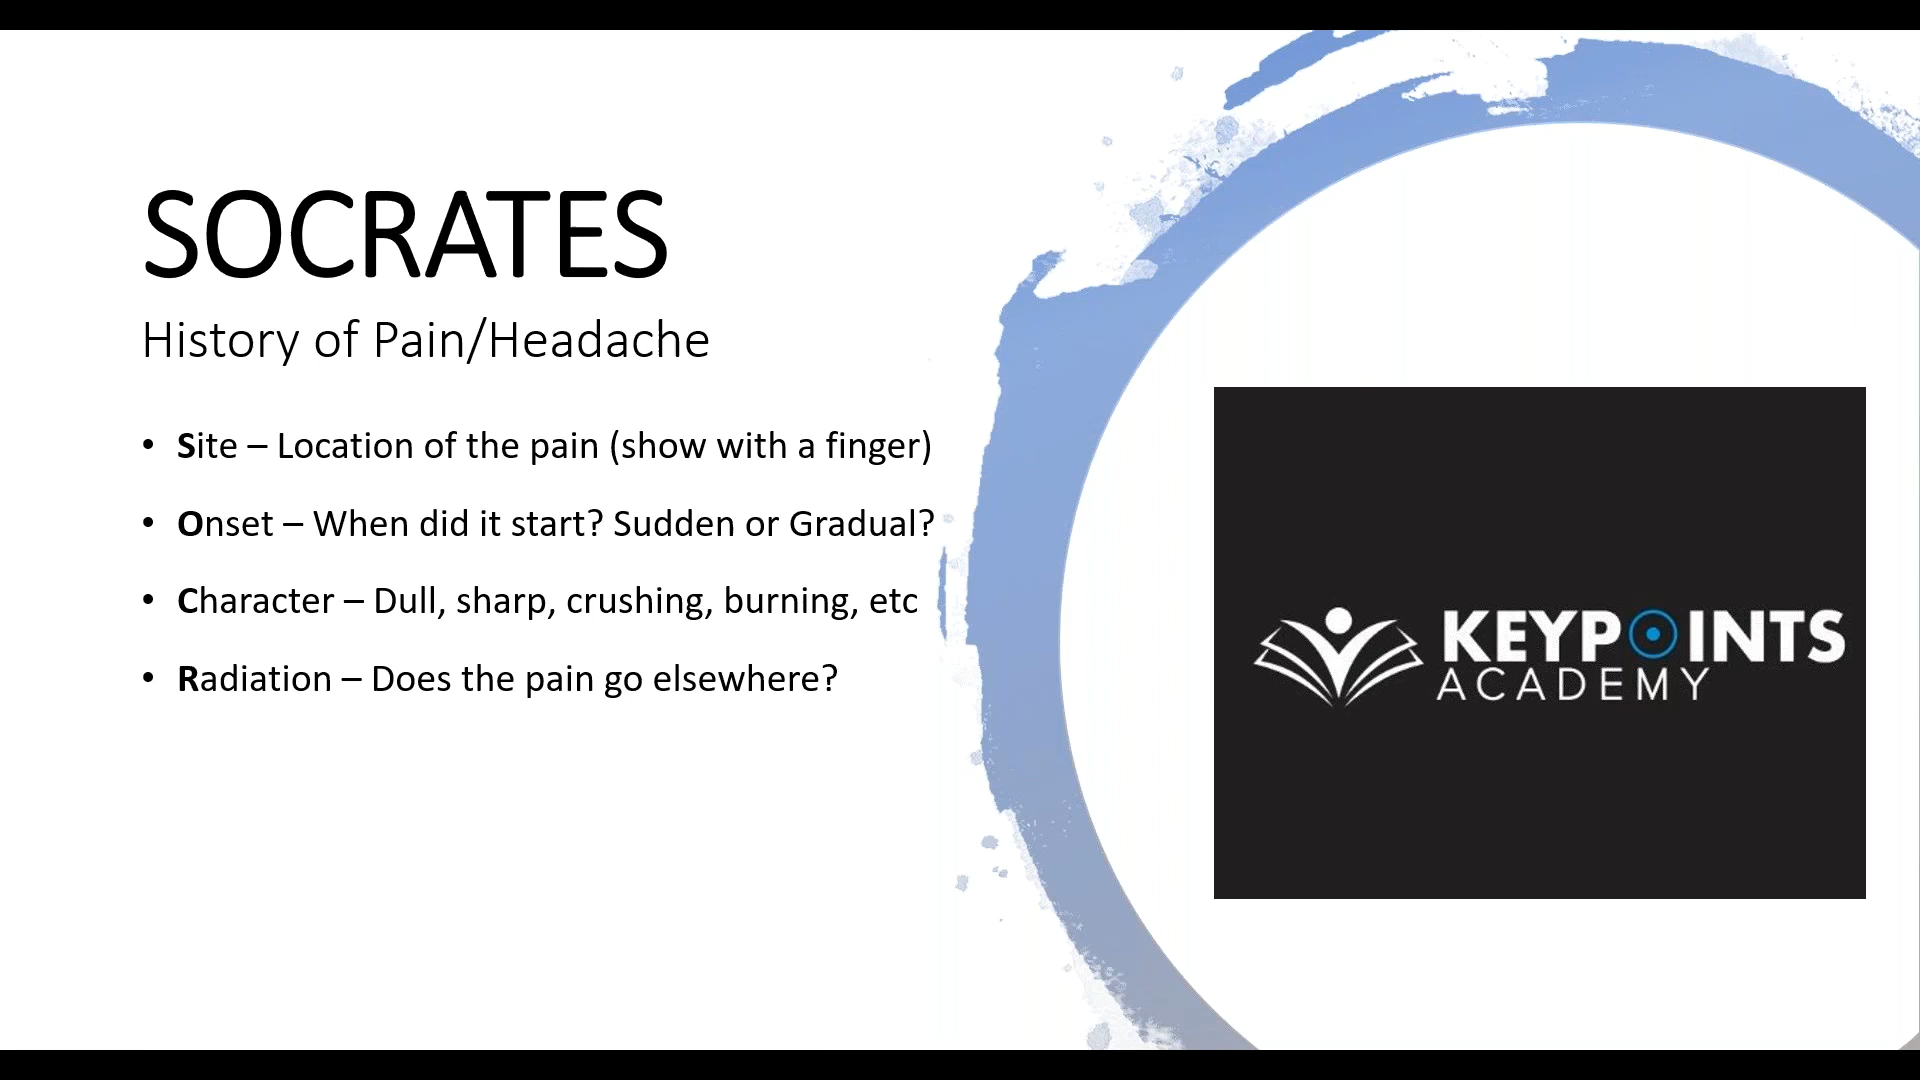 SOCRATES
History of Pain/Headache
• Site – Location of the pain (show with a finger)
• Onset – When did it start? Sudden or Gradual?
• Character – Dull, sharp, crushing, burning, etc
• Radiation – Does the pain go elsewhere?
KEYPOINTS
ACADEMY